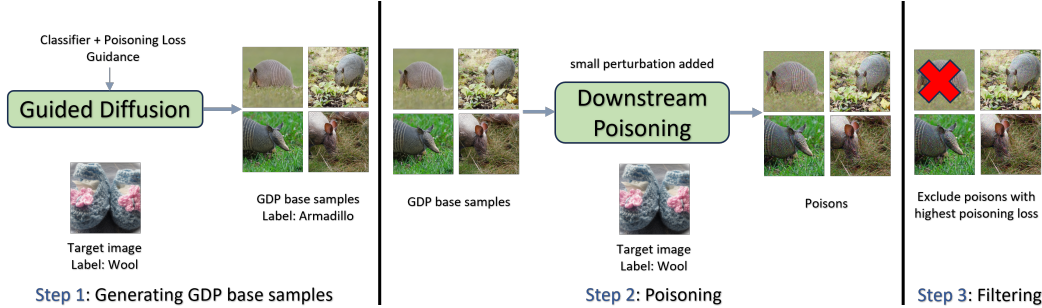 Classifier + Poisoning Loss
Guidance
Guided Diffusion
GDP base samples
Label: Armadillo
Target image
Label: Wool
Step 1: Generating GDP base samples
GDP base samples
small perturbation added
Downstream
Poisoning
Target image
Label: Wool
Poisons
Step 2: Poisoning
Exclude poisons with
highest poisoning loss
Step 3: Filtering